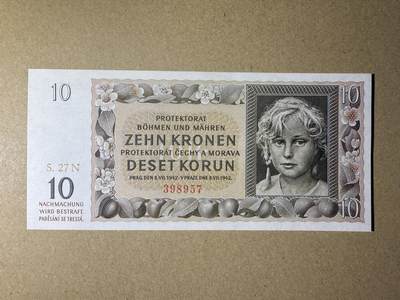 10
10
PROTEKTORAT
BÖHMEN UND MÄHREN
ZEHN KRONEN
PROTEKTORÁT ČECHY A MORAVA
DESET KORUN
PRAG DEN 8. VII. 1942 · V PRAZE DNE 8. VII. 1942.
398957
S. 27 N
10
NACHMACHUNG
WIRD BESTRAFT.
PADĚLÁNÍ SE TRESTÁ.
10